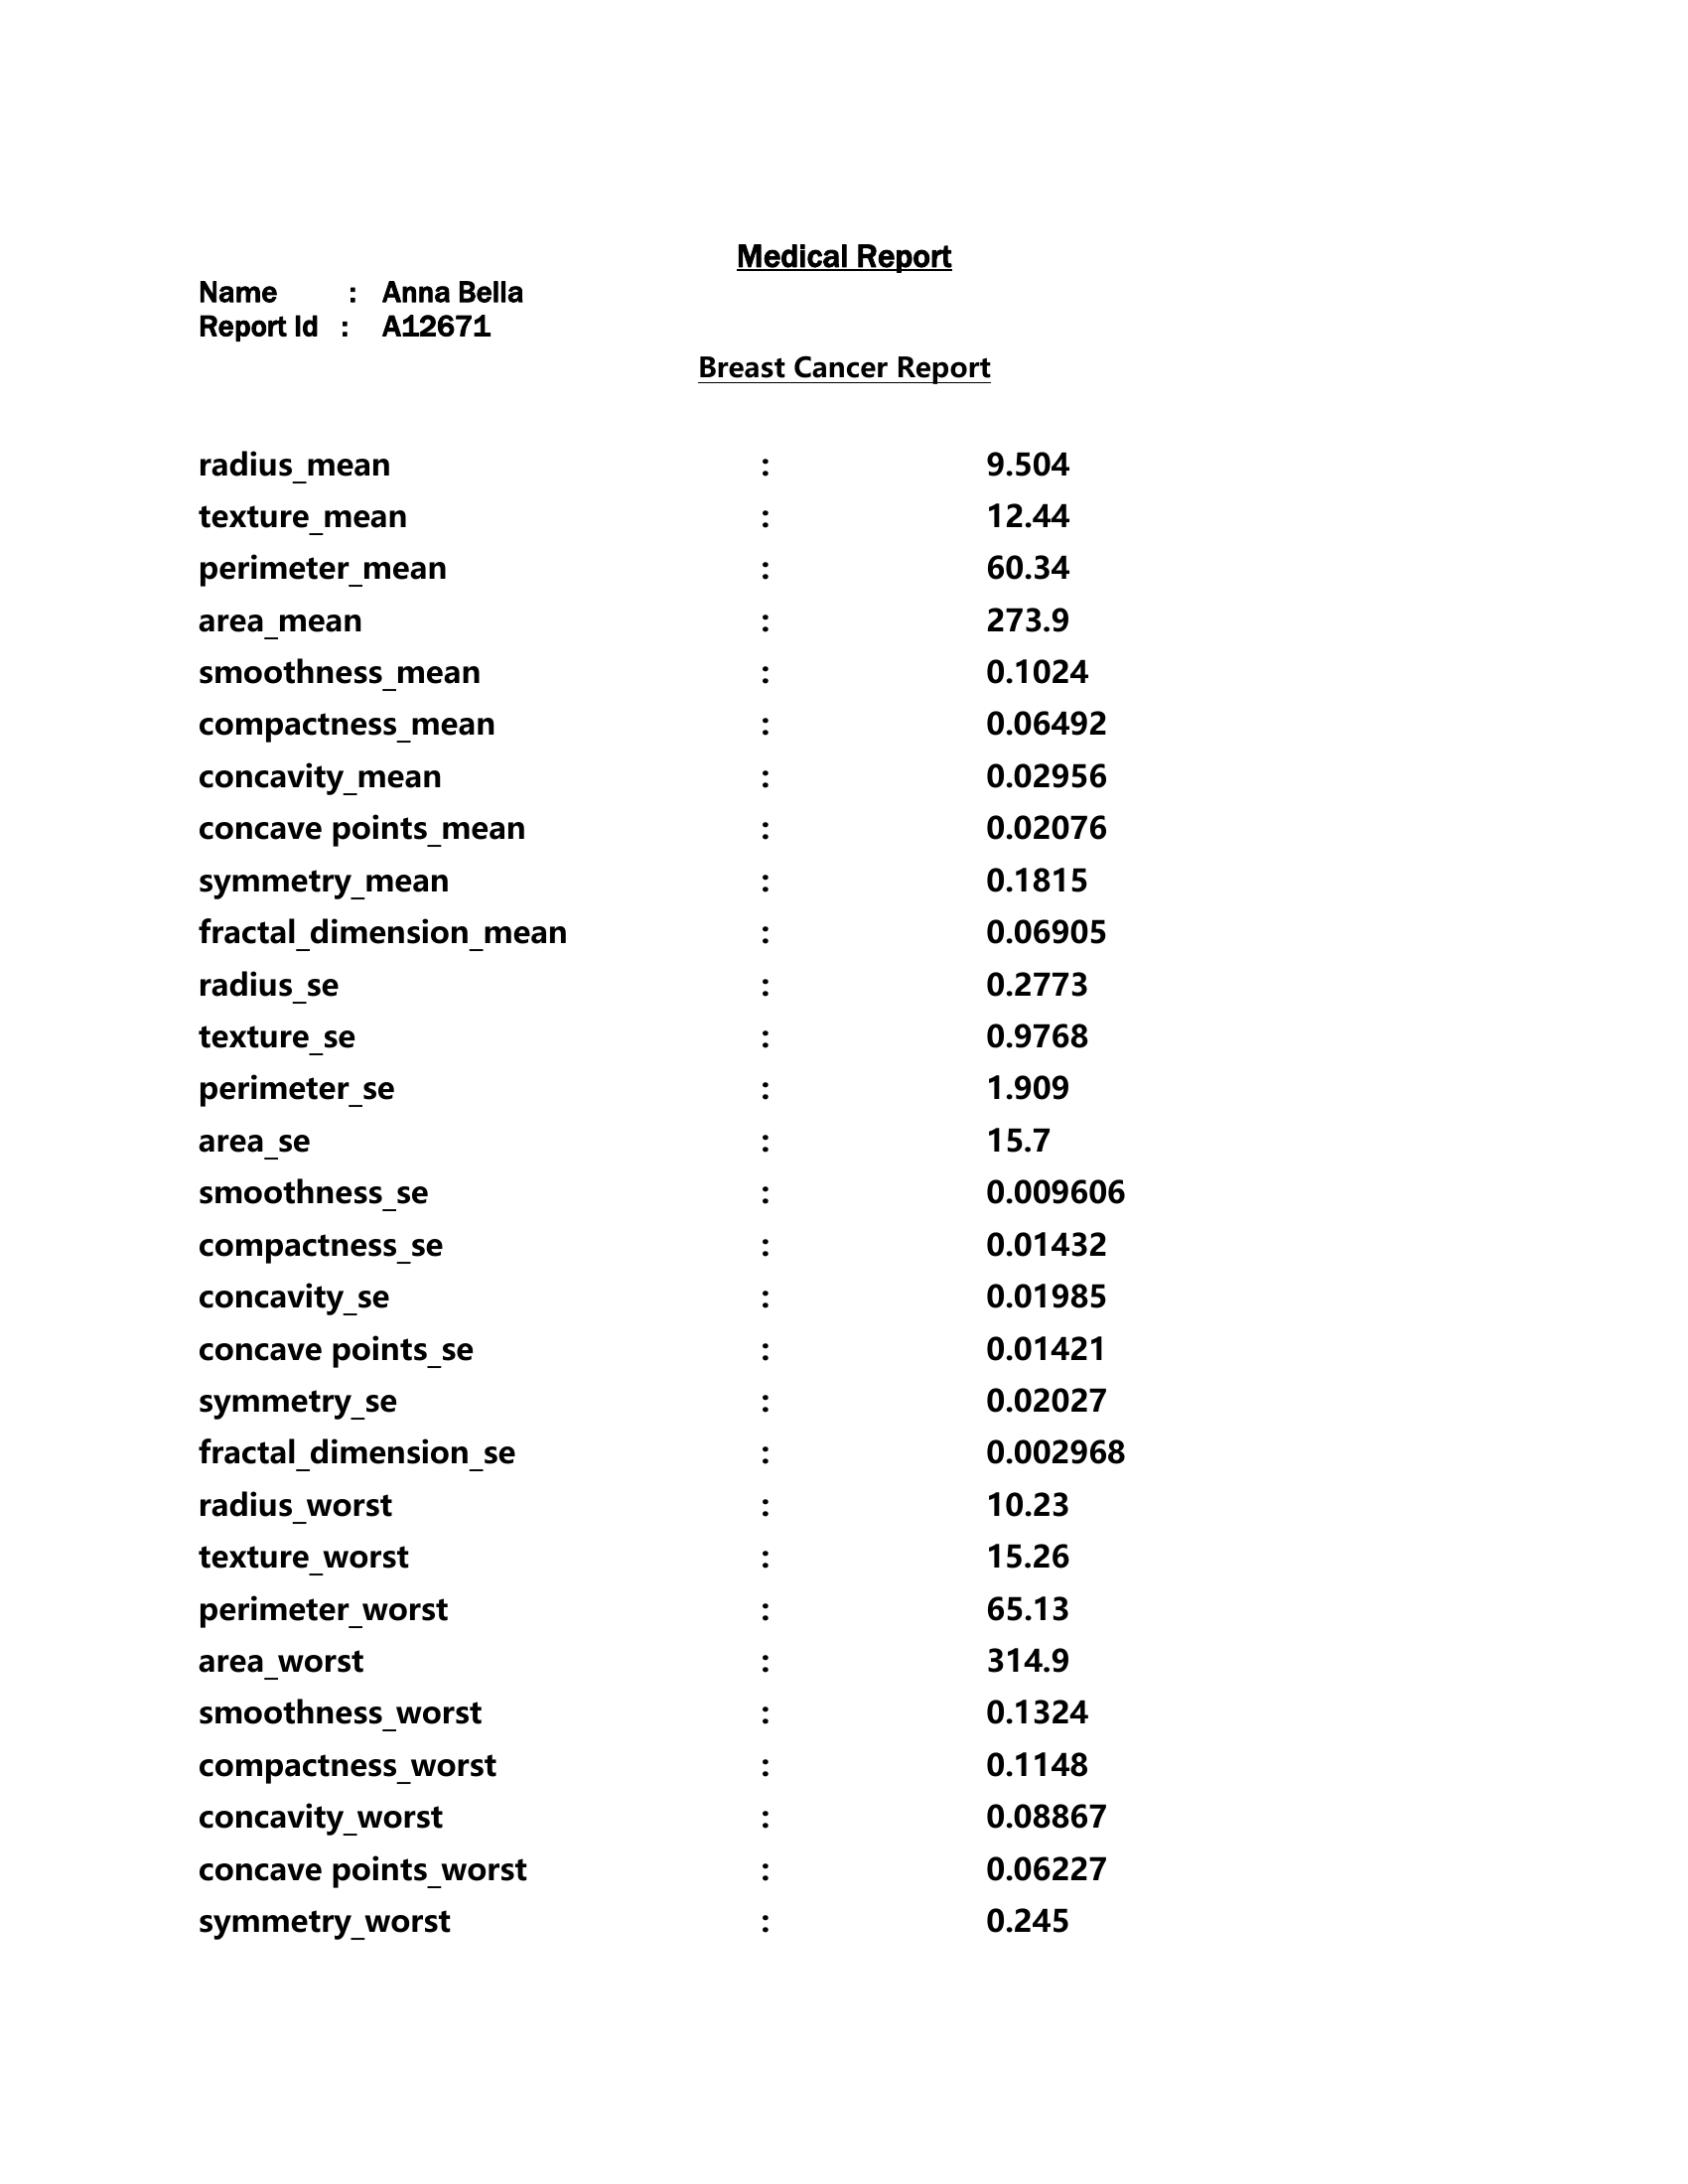 Medical Report
Name : Anna Bella
Report Id : A12671
Breast Cancer Report
radius_mean : 9.504
texture_mean : 12.44
perimeter_mean : 60.34
area_mean : 273.9
smoothness_mean : 0.1024
compactness_mean : 0.06492
concavity_mean : 0.02956
concave points_mean : 0.02076
symmetry_mean : 0.1815
fractal_dimension_mean : 0.06905
radius_se : 0.2773
texture_se : 0.9768
perimeter_se : 1.909
area_se : 15.7
smoothness_se : 0.009606
compactness_se : 0.01432
concavity_se : 0.01985
concave points_se : 0.01421
symmetry_se : 0.02027
fractal_dimension_se : 0.002968
radius_worst : 10.23
texture_worst : 15.26
perimeter_worst : 65.13
area_worst : 314.9
smoothness_worst : 0.1324
compactness_worst : 0.1148
concavity_worst : 0.08867
concave points_worst : 0.06227
symmetry_worst : 0.245